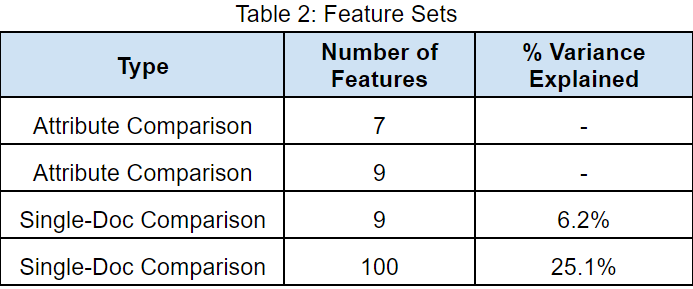 Table 2: Feature Sets
Type
Number of
Features
% Variance
Explained
Attribute Comparison 7 -
Attribute Comparison 9 -
Single-Doc Comparison 9 6.2%
Single-Doc Comparison 100 25.1%